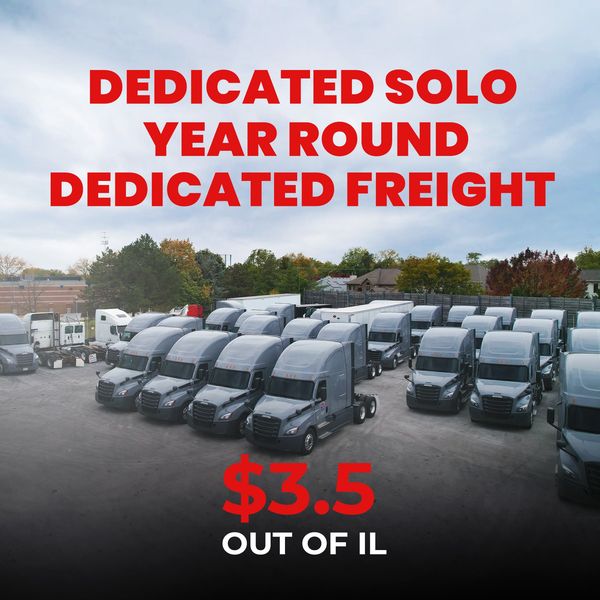 DEDICATED SOLO
YEAR ROUND
DEDICATED FREIGHT
$3.5
OUT OF IL